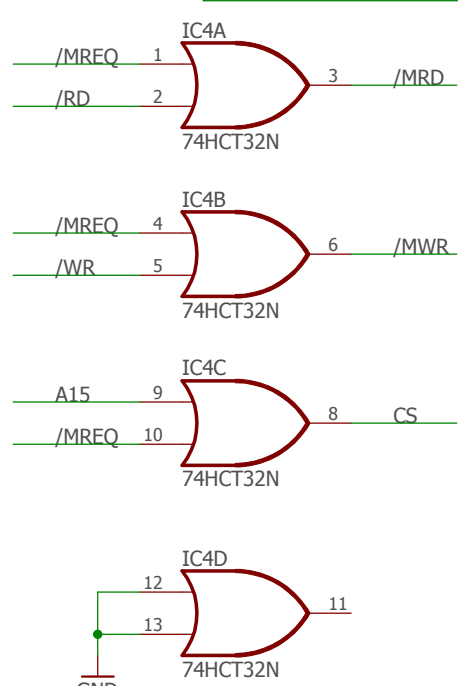 IC4A
/MREQ 1
3 /MRD
/RD 2
74HCT32N
IC4B
/MREQ 4
6 /MWR
/WR 5
74HCT32N
IC4C
A15 9
8 CS
/MREQ 10
74HCT32N
IC4D
12
11
13
74HCT32N
GND